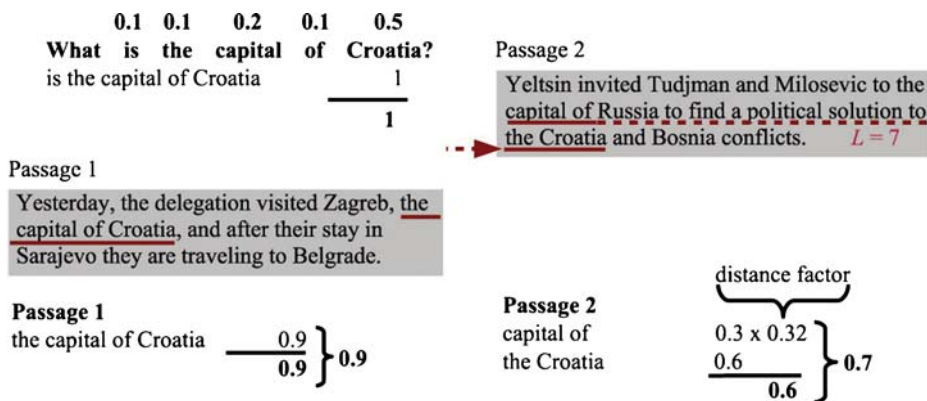 0.1 0.1 0.2 0.1 0.5
What is the capital of Croatia?
is the capital of Croatia 1
1
Passage 1
Yesterday, the delegation visited Zagreb, the
capital of Croatia, and after their stay in
Sarajevo they are traveling to Belgrade.
Passage 1
the capital of Croatia 0.9
0.9
0.9
Passage 2
Yeltsin invited Tudjman and Milosevic to the
capital of Russia to find a political solution to
the Croatia and Bosnia conflicts. L = 7
distance factor
Passage 2
capital of 0.3 x 0.32
the Croatia 0.6
0.6
0.7